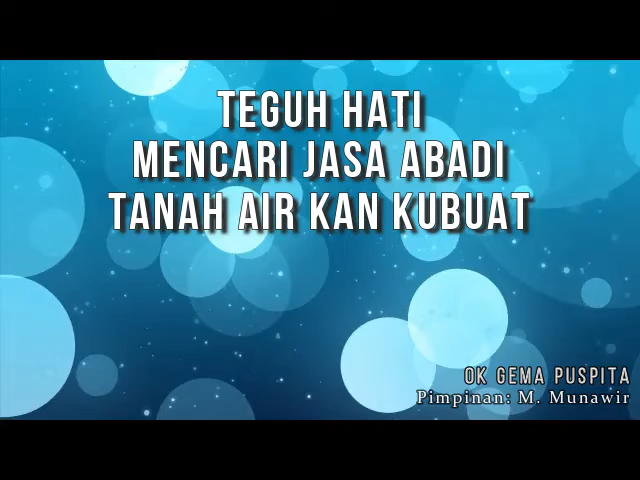 TEGUH HATI
MENCARI JASA ABADI
TANAH AIR KAN KUBUAT
OK GEMA PUSPITA
Pimpinan: M. Munawir